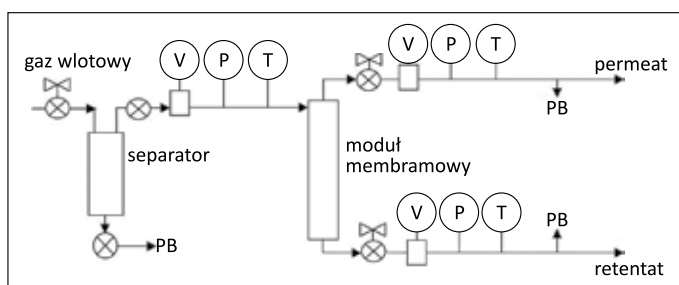 gaz wlotowy
V P T
V P T
permeat
PB
separator
moduł
membramowy
PB
V P T
PB
retentat